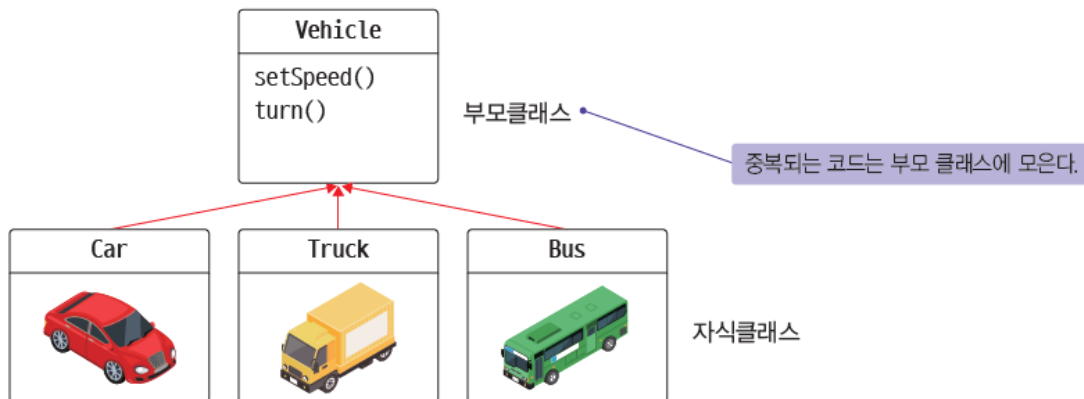 Vehicle
setSpeed()
turn()
부모클래스
중복되는 코드는 부모 클래스에 모은다.
Car
Truck
Bus
자식클래스